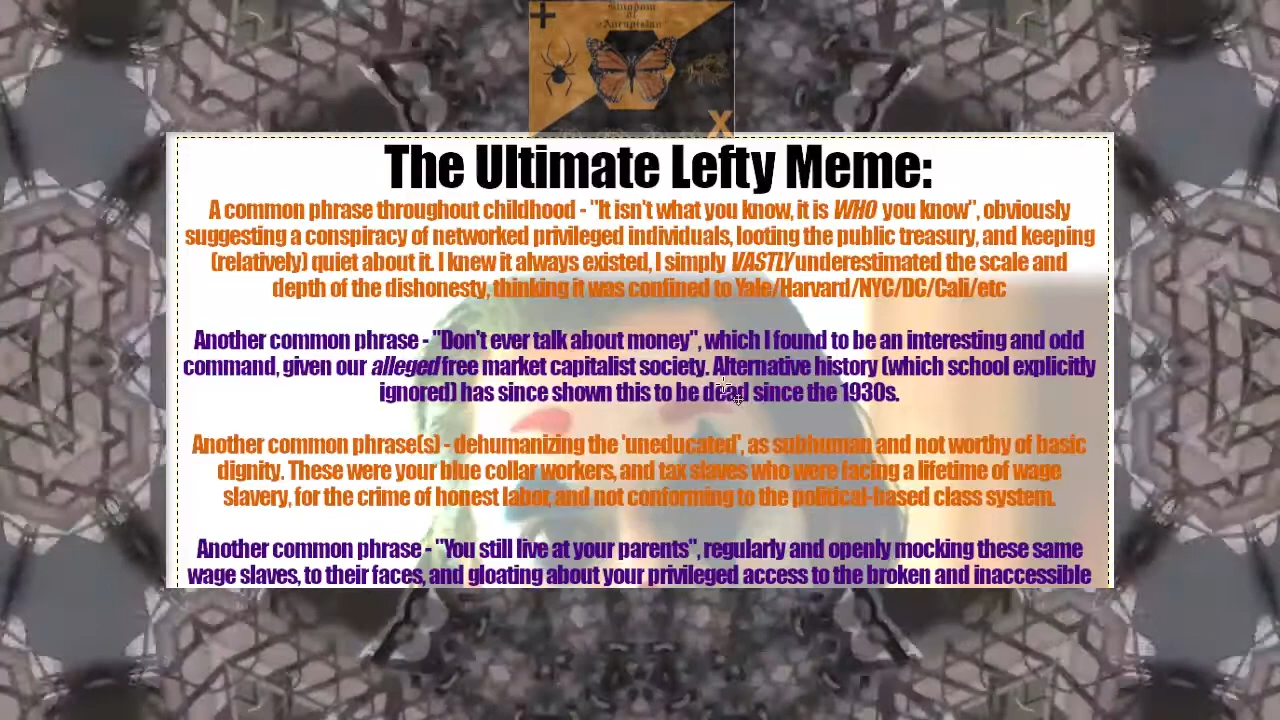 Kingdom
of
+
X
The Ultimate Lefty Meme:
A common phrase throughout childhood - "It isn't what you know, it is WHO you know", obviously
suggesting a conspiracy of networked privileged individuals, looting the public treasury, and keeping
(relatively) quiet about it. I knew it always existed, I simply VASTLY underestimated the scale and
depth of the dishonesty, thinking it was confined to Yale/Harvard/NYC/DC/Cali/etc
Another common phrase - "Don't ever talk about money", which I found to be an interesting and odd
command, given our alleged free market capitalist society. Alternative history (which school explicitly
ignored) has since shown this to be dead since the 1930s.
Another common phrase(s) - dehumanizing the 'uneducated', as subhuman and not worthy of basic
dignity. These were your blue collar workers, and tax slaves who were facing a lifetime of wage
slavery, for the crime of honest labor, and not conforming to the political-based class system.
Another common phrase - "You still live at your parents", regularly and openly mocking these same
wage slaves, to their faces, and gloating about your privileged access to the broken and inaccessible